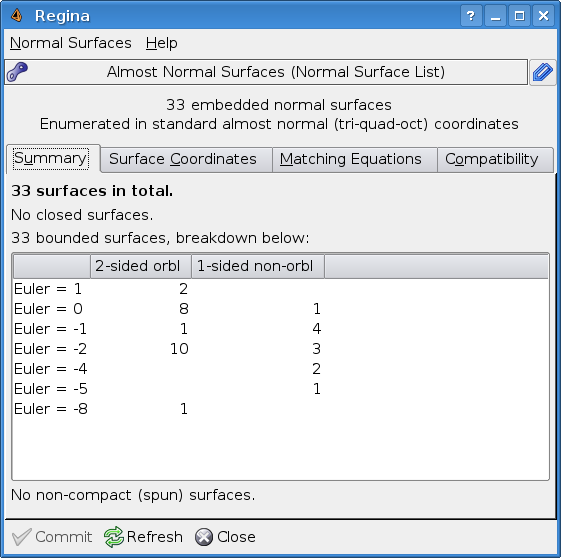 Regina
Normal Surfaces Help
Almost Normal Surfaces (Normal Surface List)
33 embedded normal surfaces
Enumerated in standard almost normal (tri-quad-oct) coordinates
Summary Surface Coordinates Matching Equations Compatibility
33 surfaces in total.
No closed surfaces.
33 bounded surfaces, breakdown below:
2-sided orbl 1-sided non-orbl
Euler = 1 2
Euler = 0 8 1
Euler = -1 1 4
Euler = -2 10 3
Euler = -4 2
Euler = -5 1
Euler = -8 1
No non-compact (spun) surfaces.
Commit Refresh Close